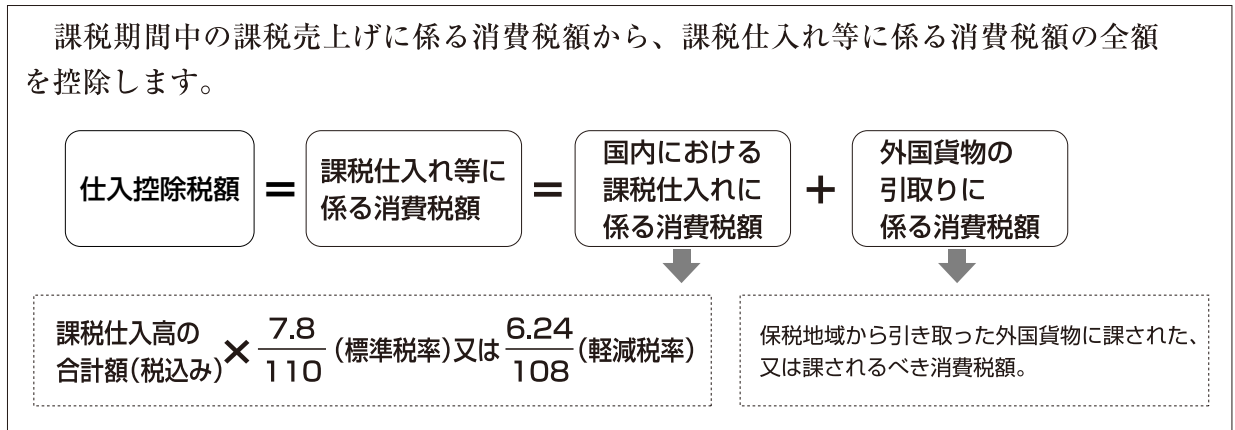 課税期間中の課税売上げに係る消費税額から、課税仕入れ等に係る消費税額の全額
を控除します。
仕入控除税額
=
課税仕入れ等に
係る消費税額
=
国内における
課税仕入れに
係る消費税額
+
外国貨物の
引取りに
係る消費税額
課税仕入高の
合計額(税込み)
×
7.8
110
(標準税率)又は
6.24
108
(軽減税率)
保税地域から引き取った外国貨物に課された、
又は課されるべき消費税額。